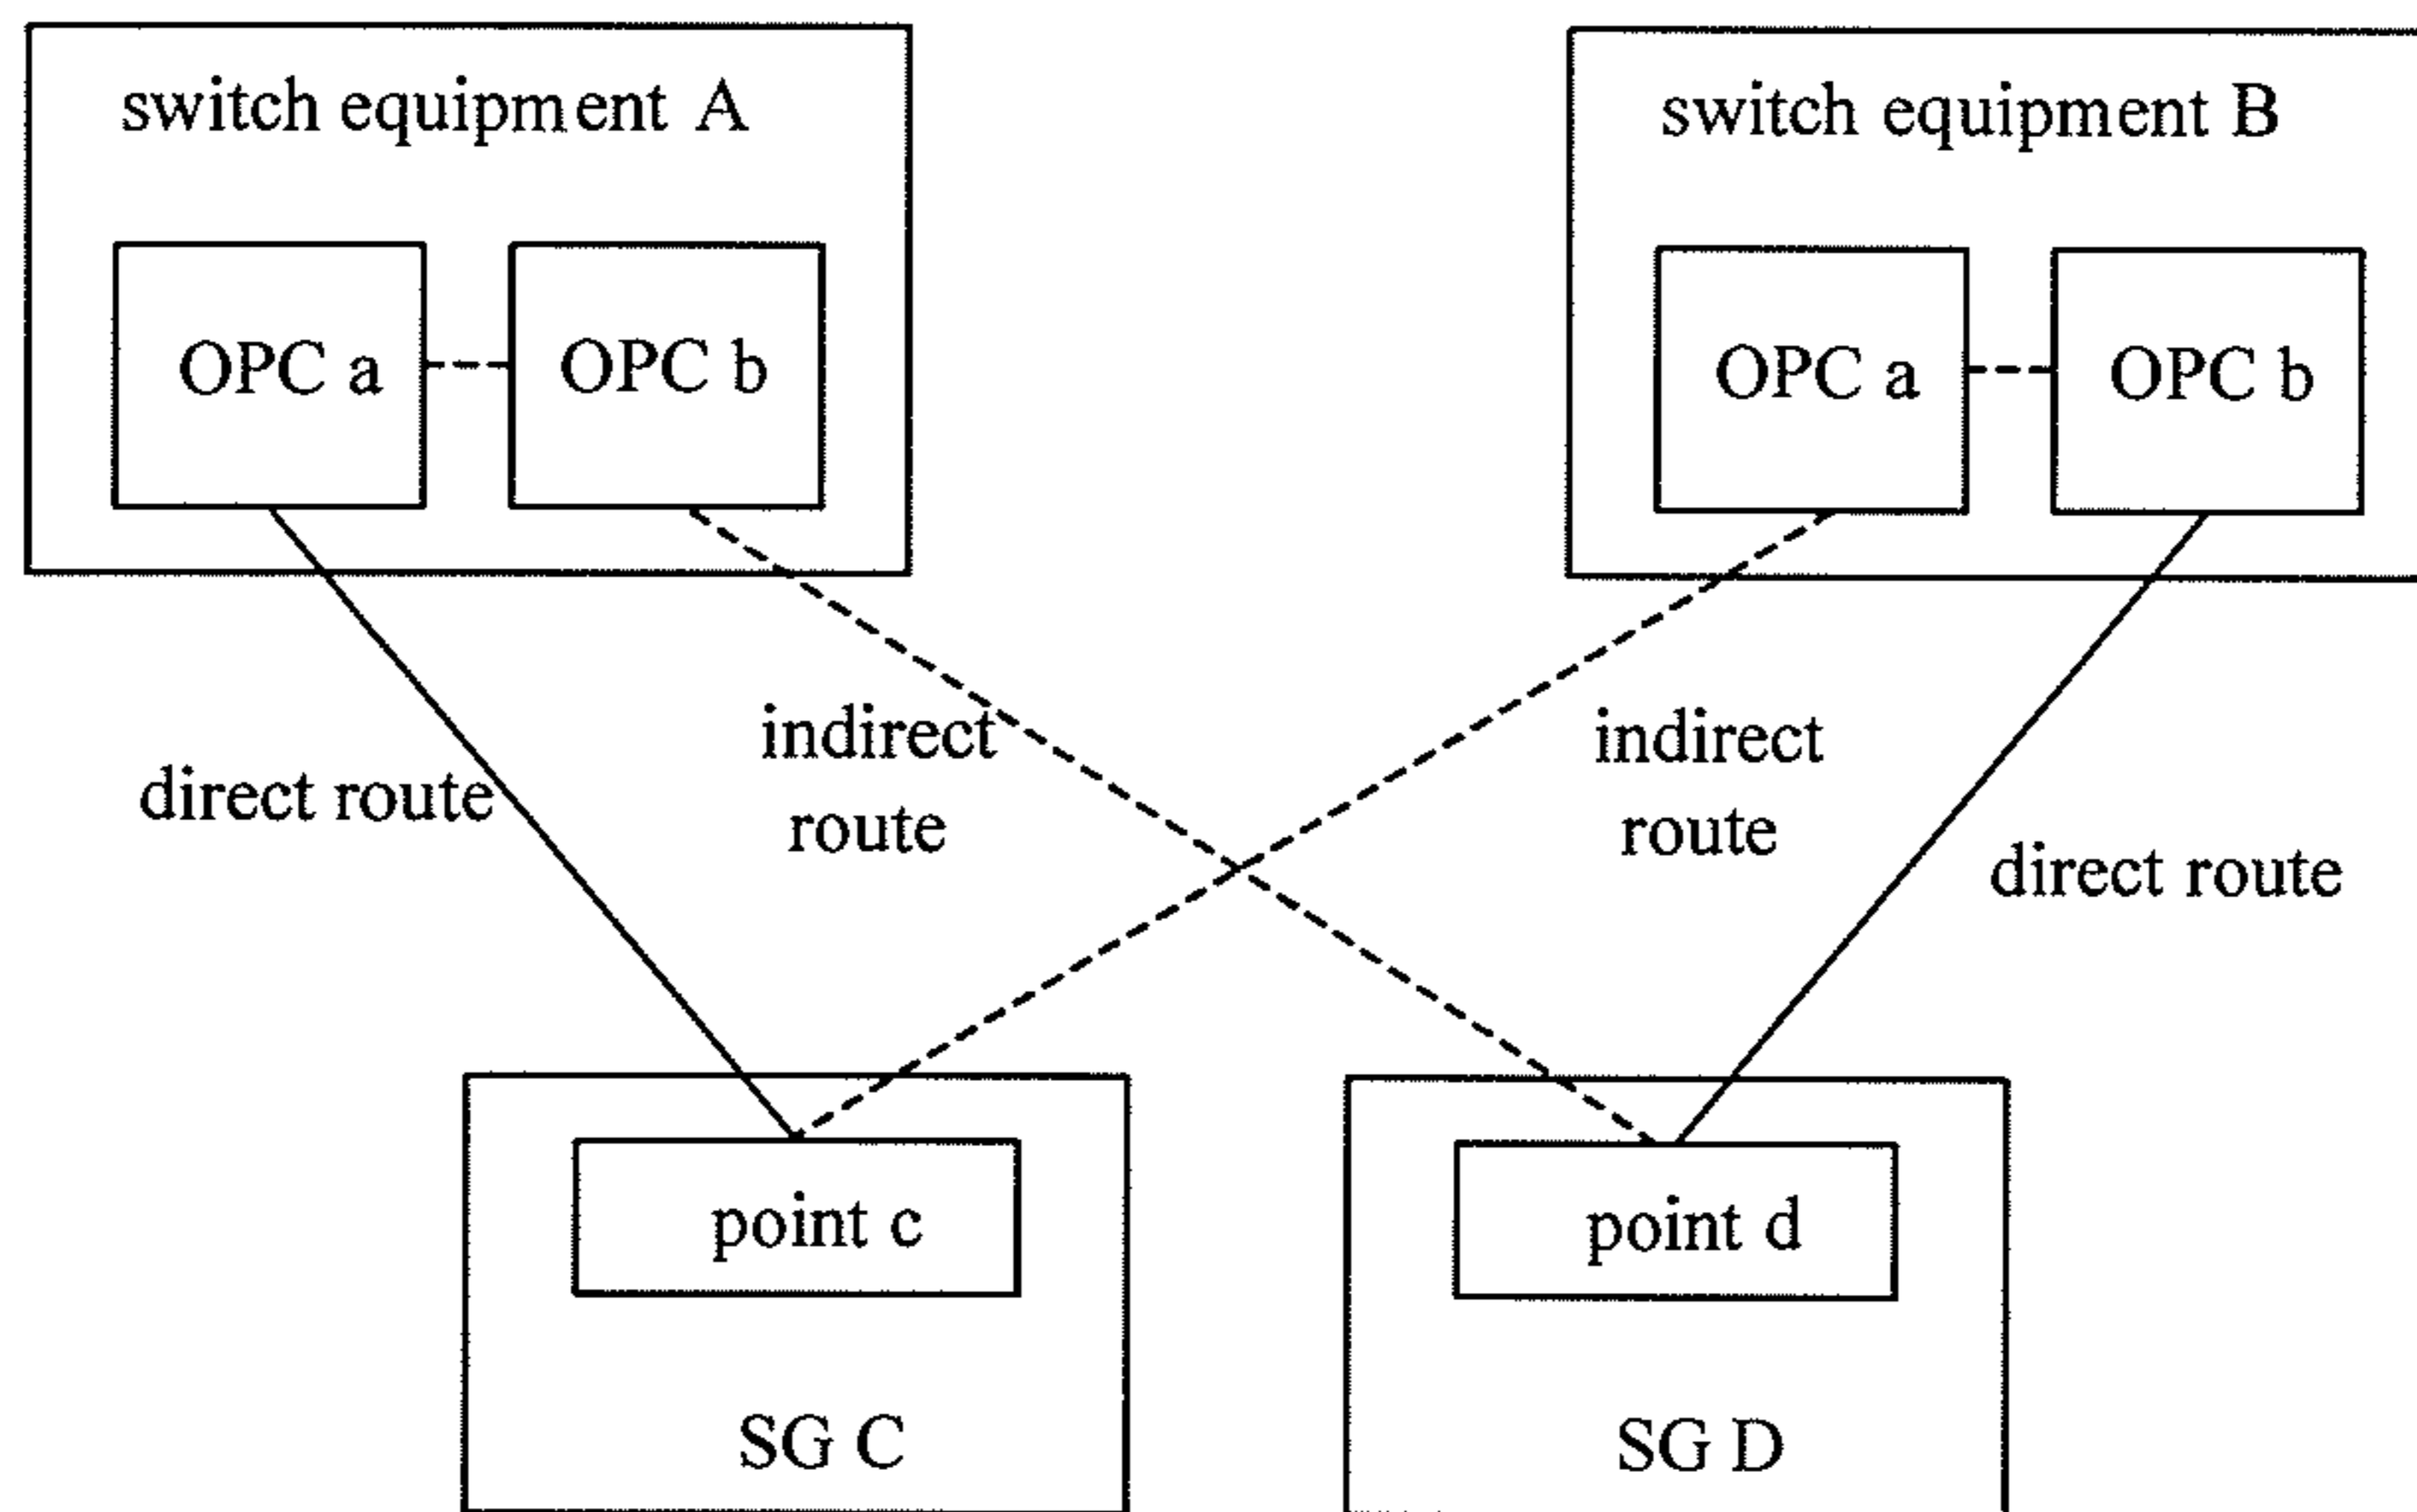 switch equipment A
switch equipment B
OPC a
OPC b
OPC a
OPC b
indirect
route
indirect
route
direct route
direct route
point c
point d
SG C
SG D